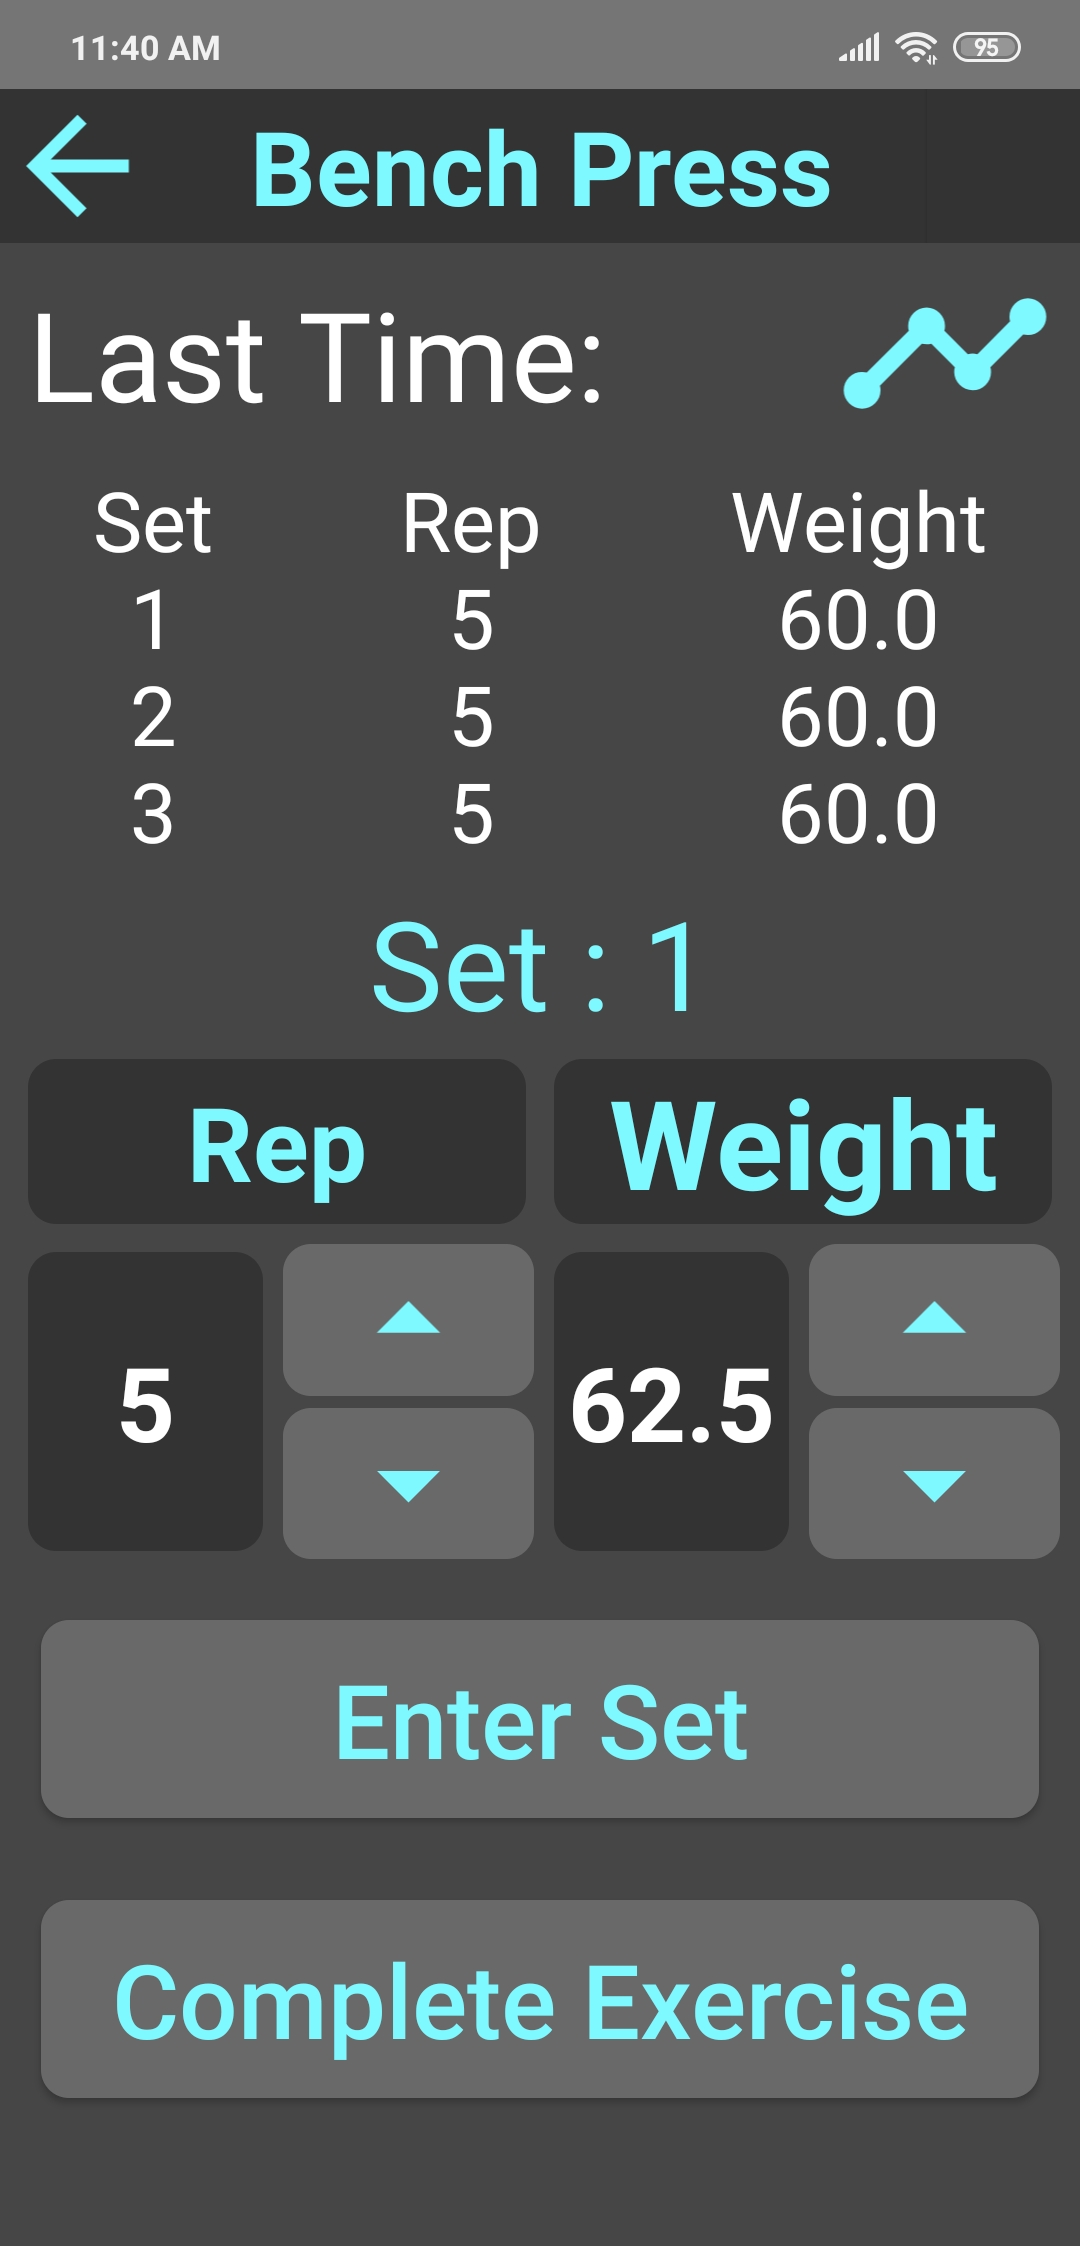 11:40 AM 95
Bench Press
Last Time:
Set Rep Weight
1 5 60.0
2 5 60.0
3 5 60.0
Set : 1
Rep Weight
5 62.5
Enter Set
Complete Exercise